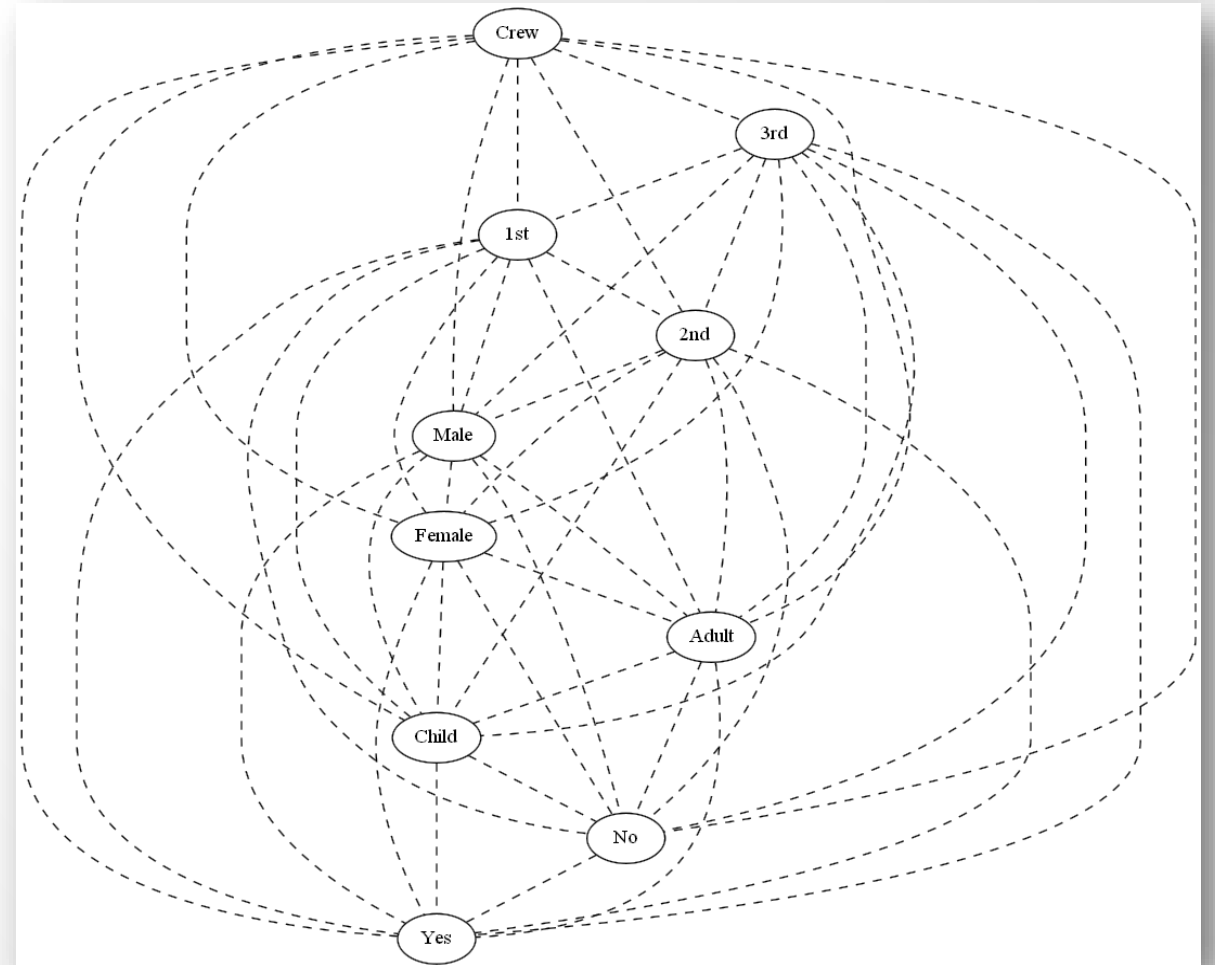 Crew
3rd
1st
2nd
Male
Female
Adult
Child
No
Yes